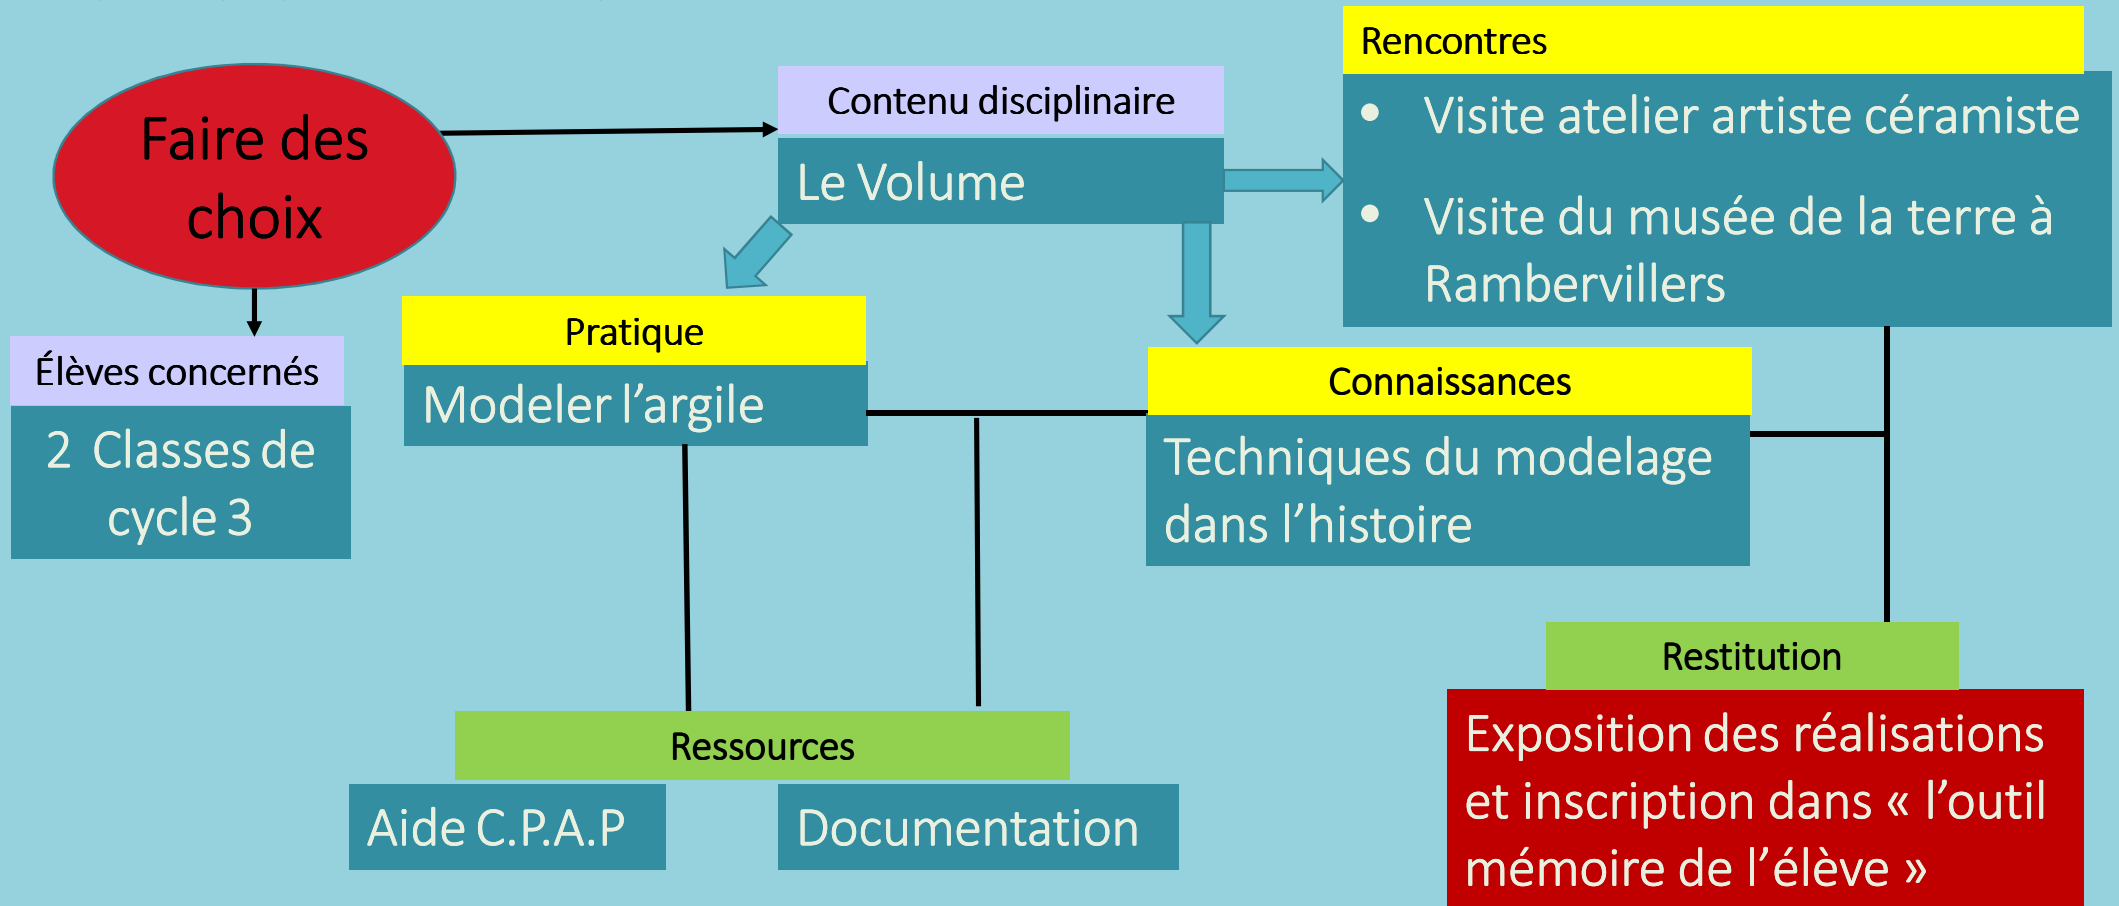 Faire des
choix
Contenu disciplinaire
Le Volume
Rencontres
• Visite atelier artiste céramiste
• Visite du musée de la terre à
Rambervillers
Élèves concernés
2 Classes de
cycle 3
Pratique
Modeler l’argile
Connaissances
Techniques du modelage
dans l’histoire
Ressources
Aide C.P.A.P
Documentation
Restitution
Exposition des réalisations
et inscription dans « l’outil
mémoire de l’élève »